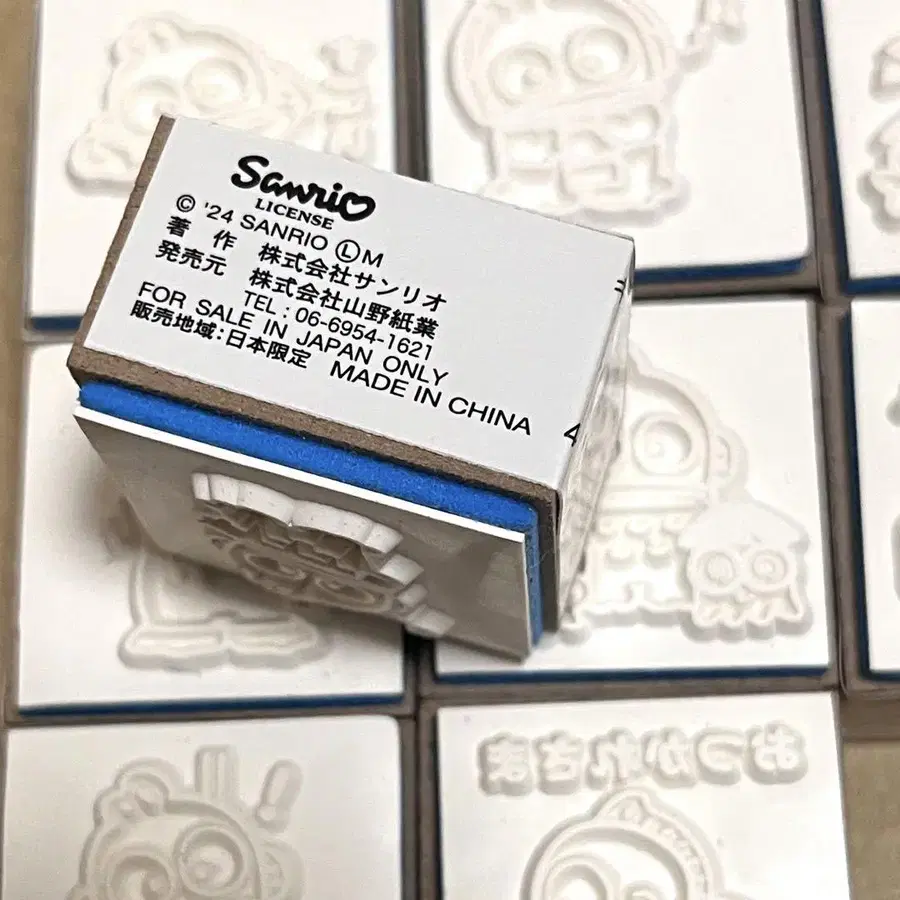 Sanrio
LICENSE
© '24 SANRIO Ⓛ M
著 作 株式会社サンリオ
発売元 株式会社山野紙業
TEL : 06-6954-1621
FOR SALE IN JAPAN ONLY
販売地域:日本限定 MADE IN CHINA
4
おつかれさま